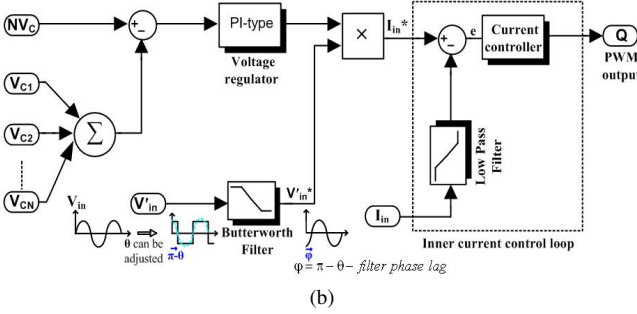 NVc
+
−
PI-type
Voltage
regulator
×
Iin*
+
−
e
Current
controller
Q
PWM
output
VC1
VC2
VCN
Σ
Low Pass
Filter
Iin
Inner current control loop
Vin
θ can be
adjusted
V'in
π-θ
Butterworth
Filter
V'in*
φ
φ = π − θ − filter phase lag
(b)